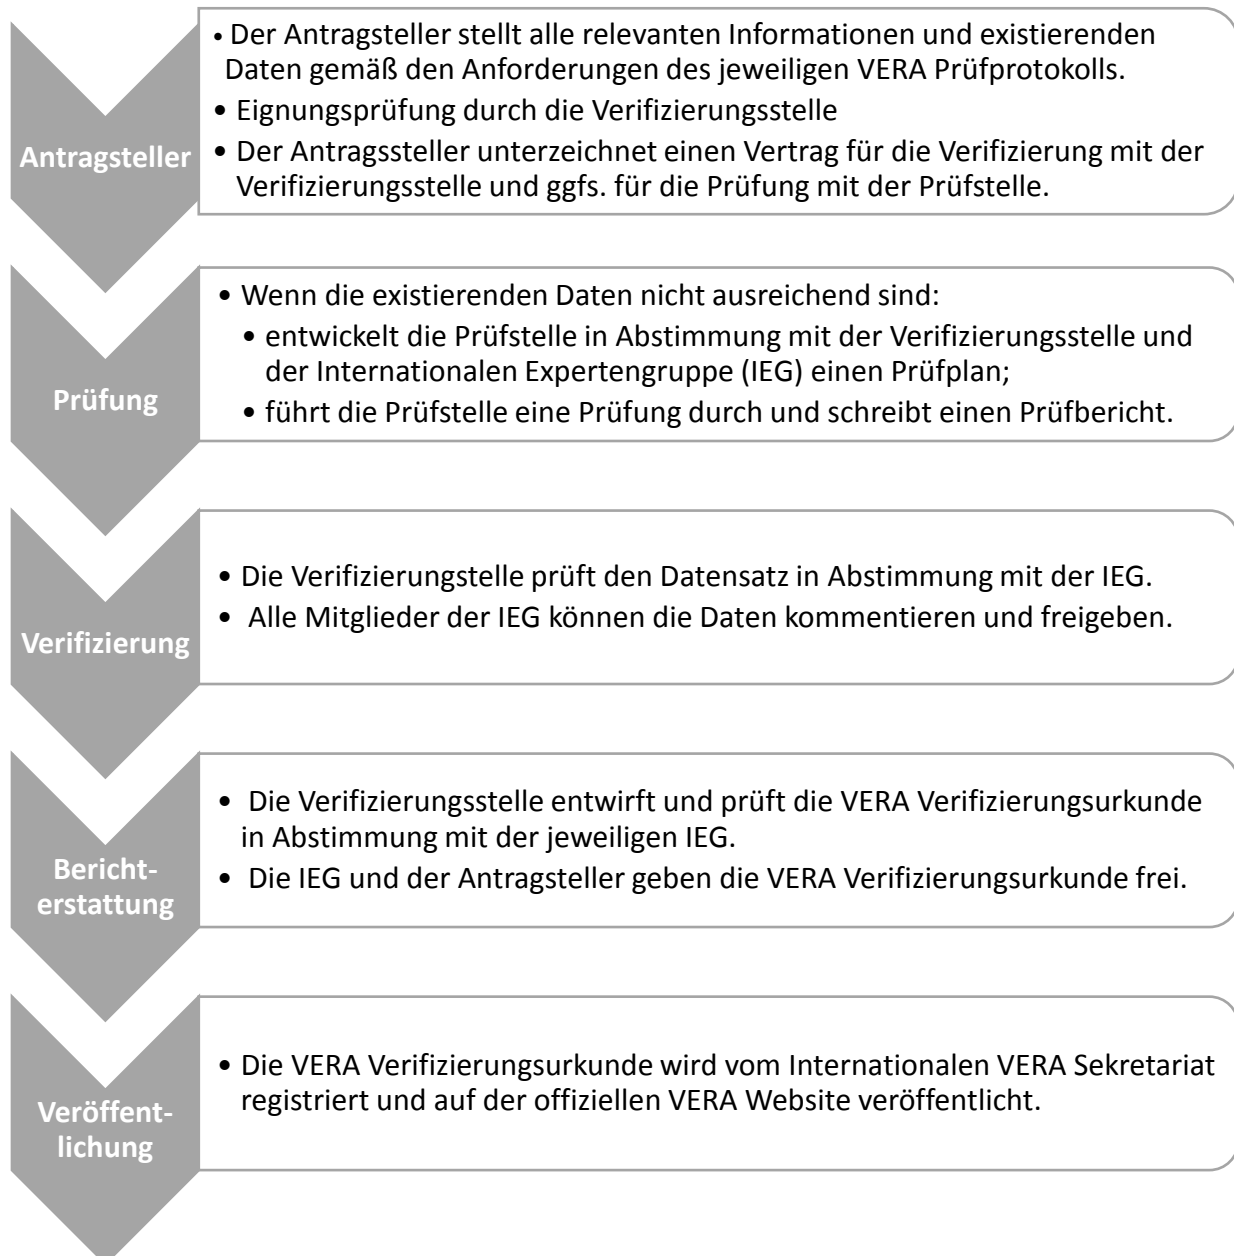 Antragsteller
• Der Antragsteller stellt alle relevanten Informationen und existierenden
Daten gemäß den Anforderungen des jeweiligen VERA Prüfprotokolls.
• Eignungsprüfung durch die Verifizierungsstelle
• Der Antragssteller unterzeichnet einen Vertrag für die Verifizierung mit der
Verifizierungsstelle und ggfs. für die Prüfung mit der Prüfstelle.
Prüfung
• Wenn die existierenden Daten nicht ausreichend sind:
• entwickelt die Prüfstelle in Abstimmung mit der Verifizierungsstelle und
der Internationalen Expertengruppe (IEG) einen Prüfplan;
• führt die Prüfstelle eine Prüfung durch und schreibt einen Prüfbericht.
Verifizierung
• Die Verifizierungstelle prüft den Datensatz in Abstimmung mit der IEG.
• Alle Mitglieder der IEG können die Daten kommentieren und freigeben.
Bericht-
erstattung
• Die Verifizierungsstelle entwirft und prüft die VERA Verifizierungsurkunde
in Abstimmung mit der jeweiligen IEG.
• Die IEG und der Antragsteller geben die VERA Verifizierungsurkunde frei.
Veröffent-
lichung
• Die VERA Verifizierungsurkunde wird vom Internationalen VERA Sekretariat
registriert und auf der offiziellen VERA Website veröffentlicht.